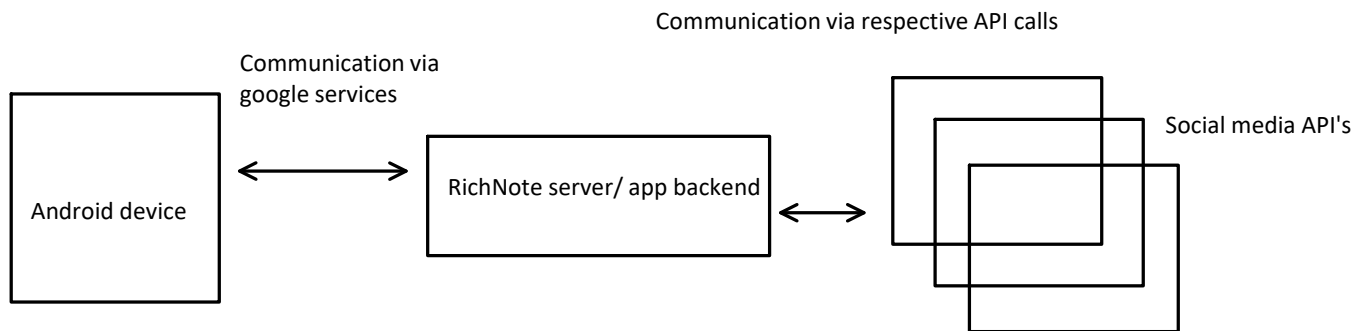 Communication via respective API calls
Communication via
google services
Social media API's
RichNote server/ app backend
Android device